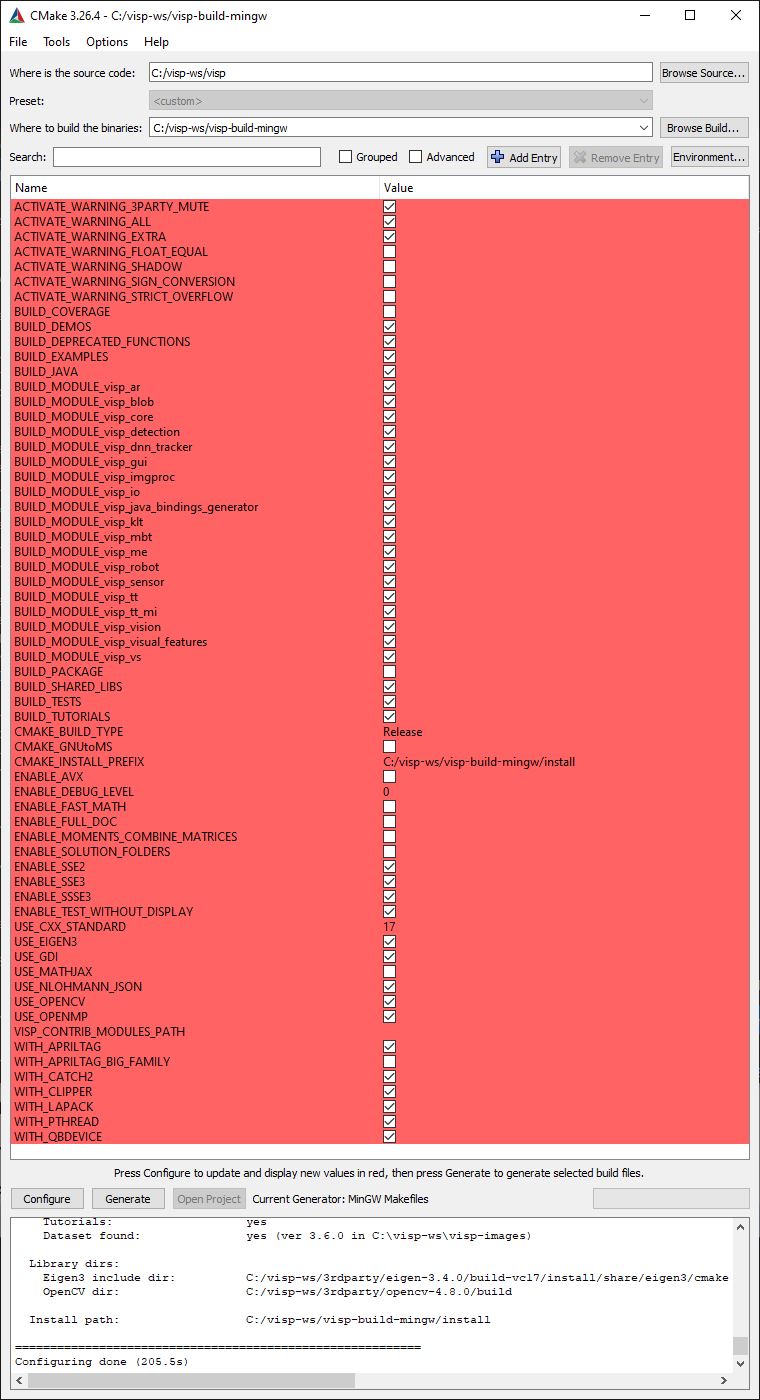 CMake 3.26.4 - C:/visp-ws/visp-build-mingw
File Tools Options Help
Where is the source code: C:/visp-ws/visp Browse Source...
Preset: <custom>
Where to build the binaries: C:/visp-ws/visp-build-mingw Browse Build...
Search: Grouped Advanced Add Entry Remove Entry Environment...
Name Value
ACTIVATE_WARNING_3PARTY_MUTE
ACTIVATE_WARNING_ALL
ACTIVATE_WARNING_EXTRA
ACTIVATE_WARNING_FLOAT_EQUAL
ACTIVATE_WARNING_SHADOW
ACTIVATE_WARNING_SIGN_CONVERSION
ACTIVATE_WARNING_STRICT_OVERFLOW
BUILD_COVERAGE
BUILD_DEMOS
BUILD_DEPRECATED_FUNCTIONS
BUILD_EXAMPLES
BUILD_JAVA
BUILD_MODULE_visp_ar
BUILD_MODULE_visp_blob
BUILD_MODULE_visp_core
BUILD_MODULE_visp_detection
BUILD_MODULE_visp_dnn_tracker
BUILD_MODULE_visp_gui
BUILD_MODULE_visp_imgproc
BUILD_MODULE_visp_io
BUILD_MODULE_visp_java_bindings_generator
BUILD_MODULE_visp_klt
BUILD_MODULE_visp_mbt
BUILD_MODULE_visp_me
BUILD_MODULE_visp_robot
BUILD_MODULE_visp_sensor
BUILD_MODULE_visp_tt
BUILD_MODULE_visp_tt_mi
BUILD_MODULE_visp_vision
BUILD_MODULE_visp_visual_features
BUILD_MODULE_visp_vs
BUILD_PACKAGE
BUILD_SHARED_LIBS
BUILD_TESTS
BUILD_TUTORIALS
CMAKE_BUILD_TYPE Release
CMAKE_GNUtoMS
CMAKE_INSTALL_PREFIX C:/visp-ws/visp-build-mingw/install
ENABLE_AVX
ENABLE_DEBUG_LEVEL 0
ENABLE_FAST_MATH
ENABLE_FULL_DOC
ENABLE_MOMENTS_COMBINE_MATRICES
ENABLE_SOLUTION_FOLDERS
ENABLE_SSE2
ENABLE_SSE3
ENABLE_SSSE3
ENABLE_TEST_WITHOUT_DISPLAY
USE_CXX_STANDARD 17
USE_EIGEN3
USE_GDI
USE_MATHJAX
USE_NLOHMANN_JSON
USE_OPENCV
USE_OPENMP
VISP_CONTRIB_MODULES_PATH
WITH_APRILTAG
WITH_APRILTAG_BIG_FAMILY
WITH_CATCH2
WITH_CLIPPER
WITH_LAPACK
WITH_PTHREAD
WITH_QBDEVICE
Press Configure to update and display new values in red, then press Generate to generate selected build files.
Configure Generate Open Project Current Generator: MinGW Makefiles
Tutorials: yes
Dataset found: yes (ver 3.6.0 in C:\visp-ws\visp-images)
Library dirs:
Eigen3 include dir: C:/visp-ws/3rdparty/eigen-3.4.0/build-vc17/install/share/eigen3/cmake
OpenCV dir: C:/visp-ws/3rdparty/opencv-4.8.0/build
Install path: C:/visp-ws/visp-build-mingw/install
==========================================================
Configuring done (205.5s)